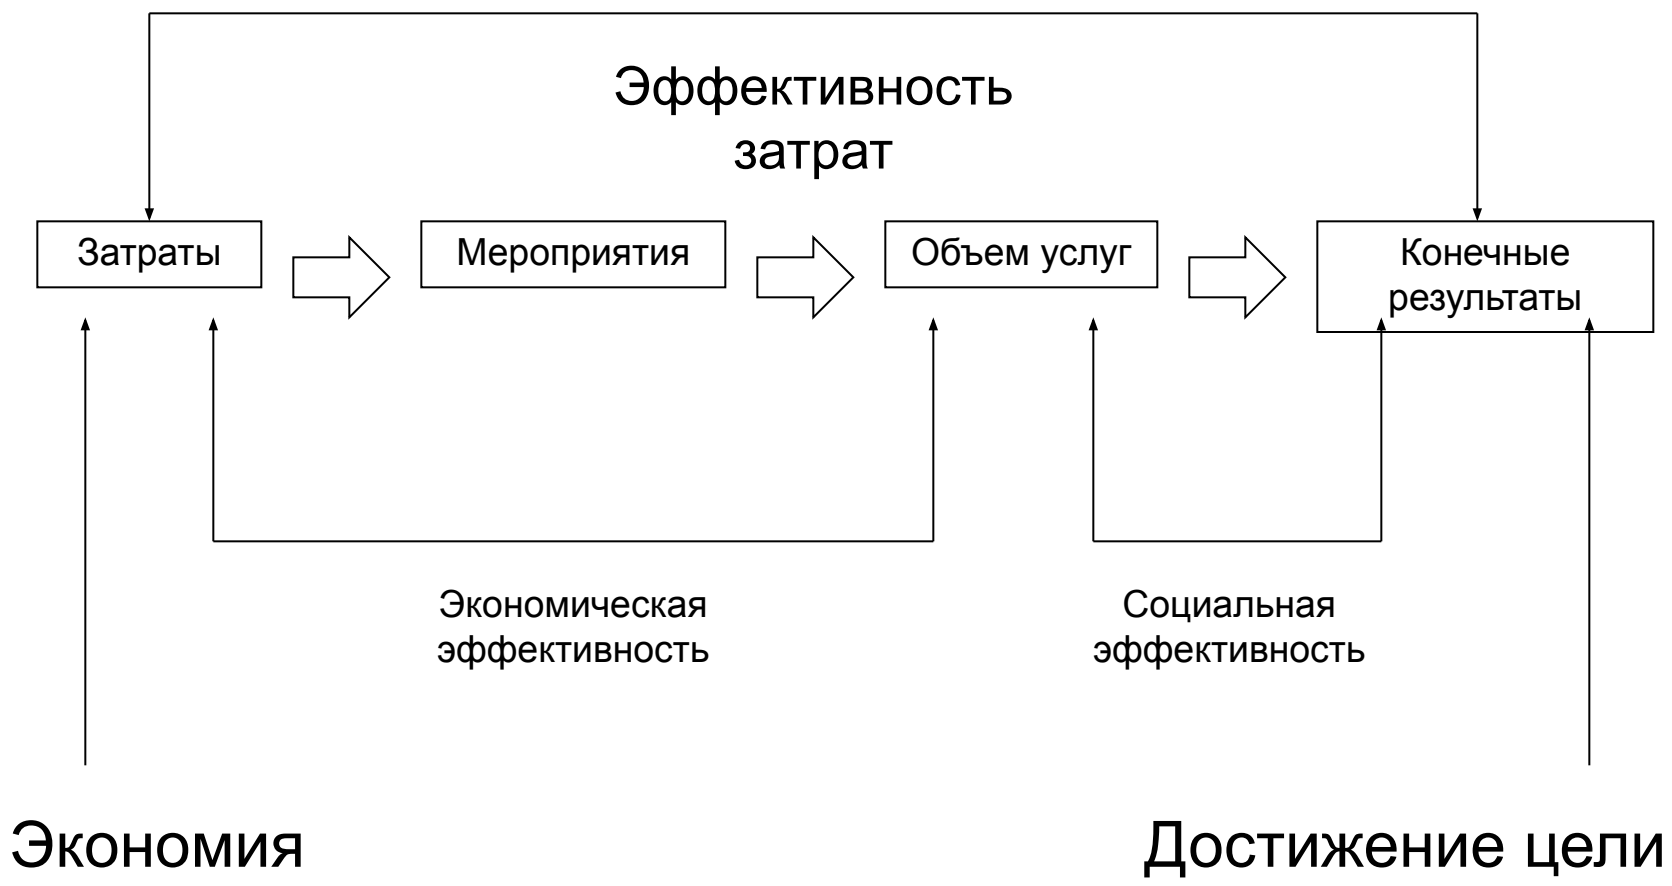 Эффективность
затрат
Затраты
Мероприятия
Объем услуг
Конечные
результаты
Экономическая
эффективность
Социальная
эффективность
Экономия
Достижение цели